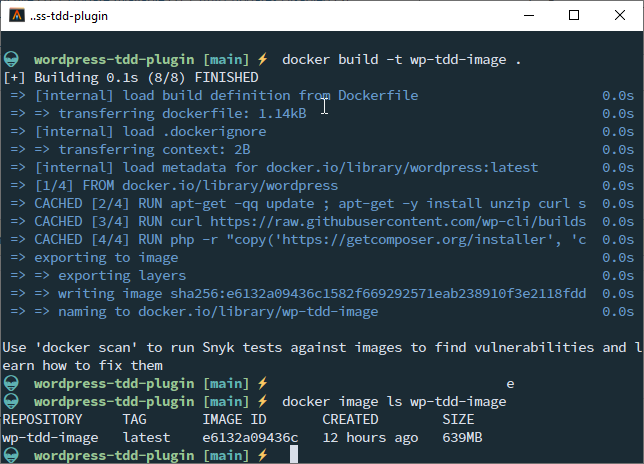 ..ss-tdd-plugin
wordpress-tdd-plugin [main] ⚡ docker build -t wp-tdd-image .
[+] Building 0.1s (8/8) FINISHED
=> [internal] load build definition from Dockerfile 0.0s
=> => transferring dockerfile: 1.14kB 0.0s
=> [internal] load .dockerignore 0.0s
=> => transferring context: 2B 0.0s
=> [internal] load metadata for docker.io/library/wordpress:latest 0.0s
=> [1/4] FROM docker.io/library/wordpress 0.0s
=> CACHED [2/4] RUN apt-get -qq update ; apt-get -y install unzip curl s 0.0s
=> CACHED [3/4] RUN curl https://raw.githubusercontent.com/wp-cli/builds 0.0s
=> CACHED [4/4] RUN php -r "copy('https://getcomposer.org/installer', 'c 0.0s
=> exporting to image 0.0s
=> => exporting layers 0.0s
=> => writing image sha256:e6132a09436c1582f669292571eab238910f3e2118fdd 0.0s
=> => naming to docker.io/library/wp-tdd-image 0.0s
Use 'docker scan' to run Snyk tests against images to find vulnerabilities and l
earn how to fix them
wordpress-tdd-plugin [main] ⚡ e
wordpress-tdd-plugin [main] ⚡ docker image ls wp-tdd-image
REPOSITORY TAG IMAGE ID CREATED SIZE
wp-tdd-image latest e6132a09436c 12 hours ago 639MB
wordpress-tdd-plugin [main] ⚡